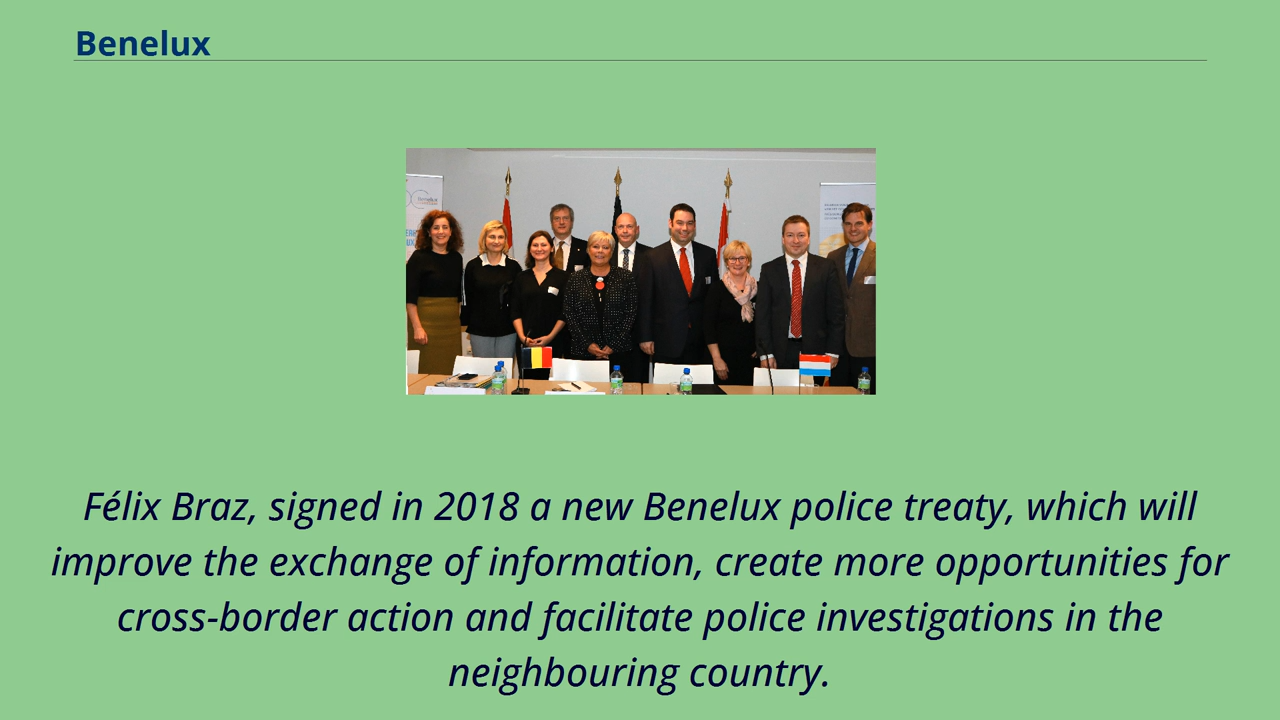 Benelux
Benelux
Félix Braz, signed in 2018 a new Benelux police treaty, which will
improve the exchange of information, create more opportunities for
cross-border action and facilitate police investigations in the
neighbouring country.